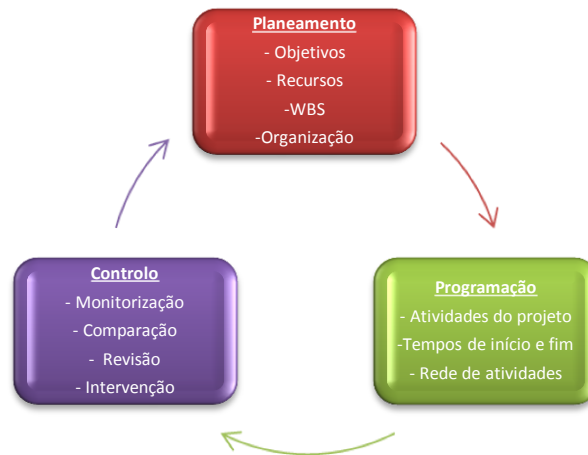 Planeamento
- Objetivos
- Recursos
-WBS
-Organização
Controlo
- Monitorização
- Comparação
- Revisão
- Intervenção
Programação
- Atividades do projeto
-Tempos de início e fim
- Rede de atividades